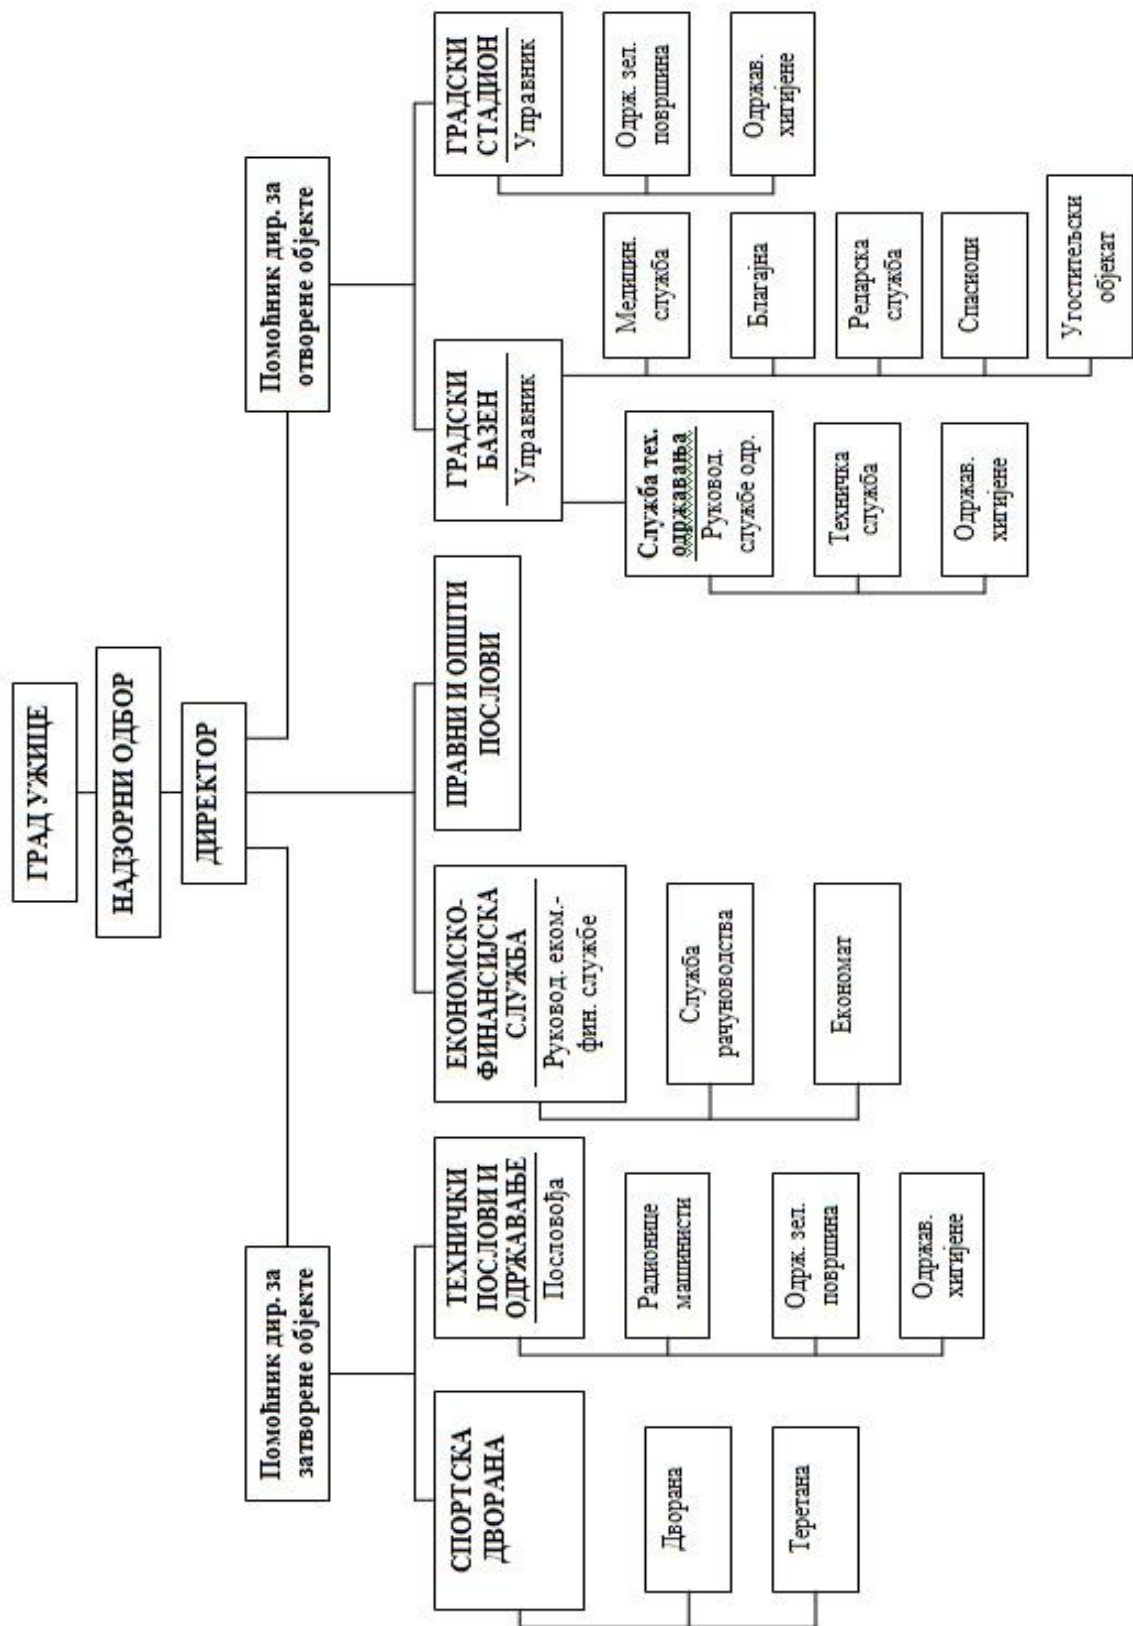 ГРАД УЖИЦЕ
НАДЗОРНИ ОДБОР
ДИРЕКТОР
Помоћник дир. за
затворене објекте
Помоћник дир. за
отворене објекте
СПОРТСКА
ДВОРАНА
Дворана
Теретана
ТЕХНИЧКИ
ПОСЛОВИ И
ОДРЖАВАЊЕ
Пословођа
Радионице
машинисти
Одрж. зел.
површина
Одржав.
хигијене
ЕКОНОМСКО-
ФИНАНСИЈСКА
СЛУЖБА
Руковод. еком.-
фин. службе
Служба
рачуноводства
Економат
ПРАВНИ И ОПШТИ
ПОСЛОВИ
ГРАДСКИ
БАЗЕН
Управник
Служба тех.
одржавања
Руковод.
службе одр.
Техничка
служба
Одржав.
хигијене
Медицин.
служба
Благајна
Редарска
служба
Спасиоци
Угоститељски
објекат
ГРАДСКИ
СТАДИОН
Управник
Одрж. зел.
површина
Одржав.
хигијене